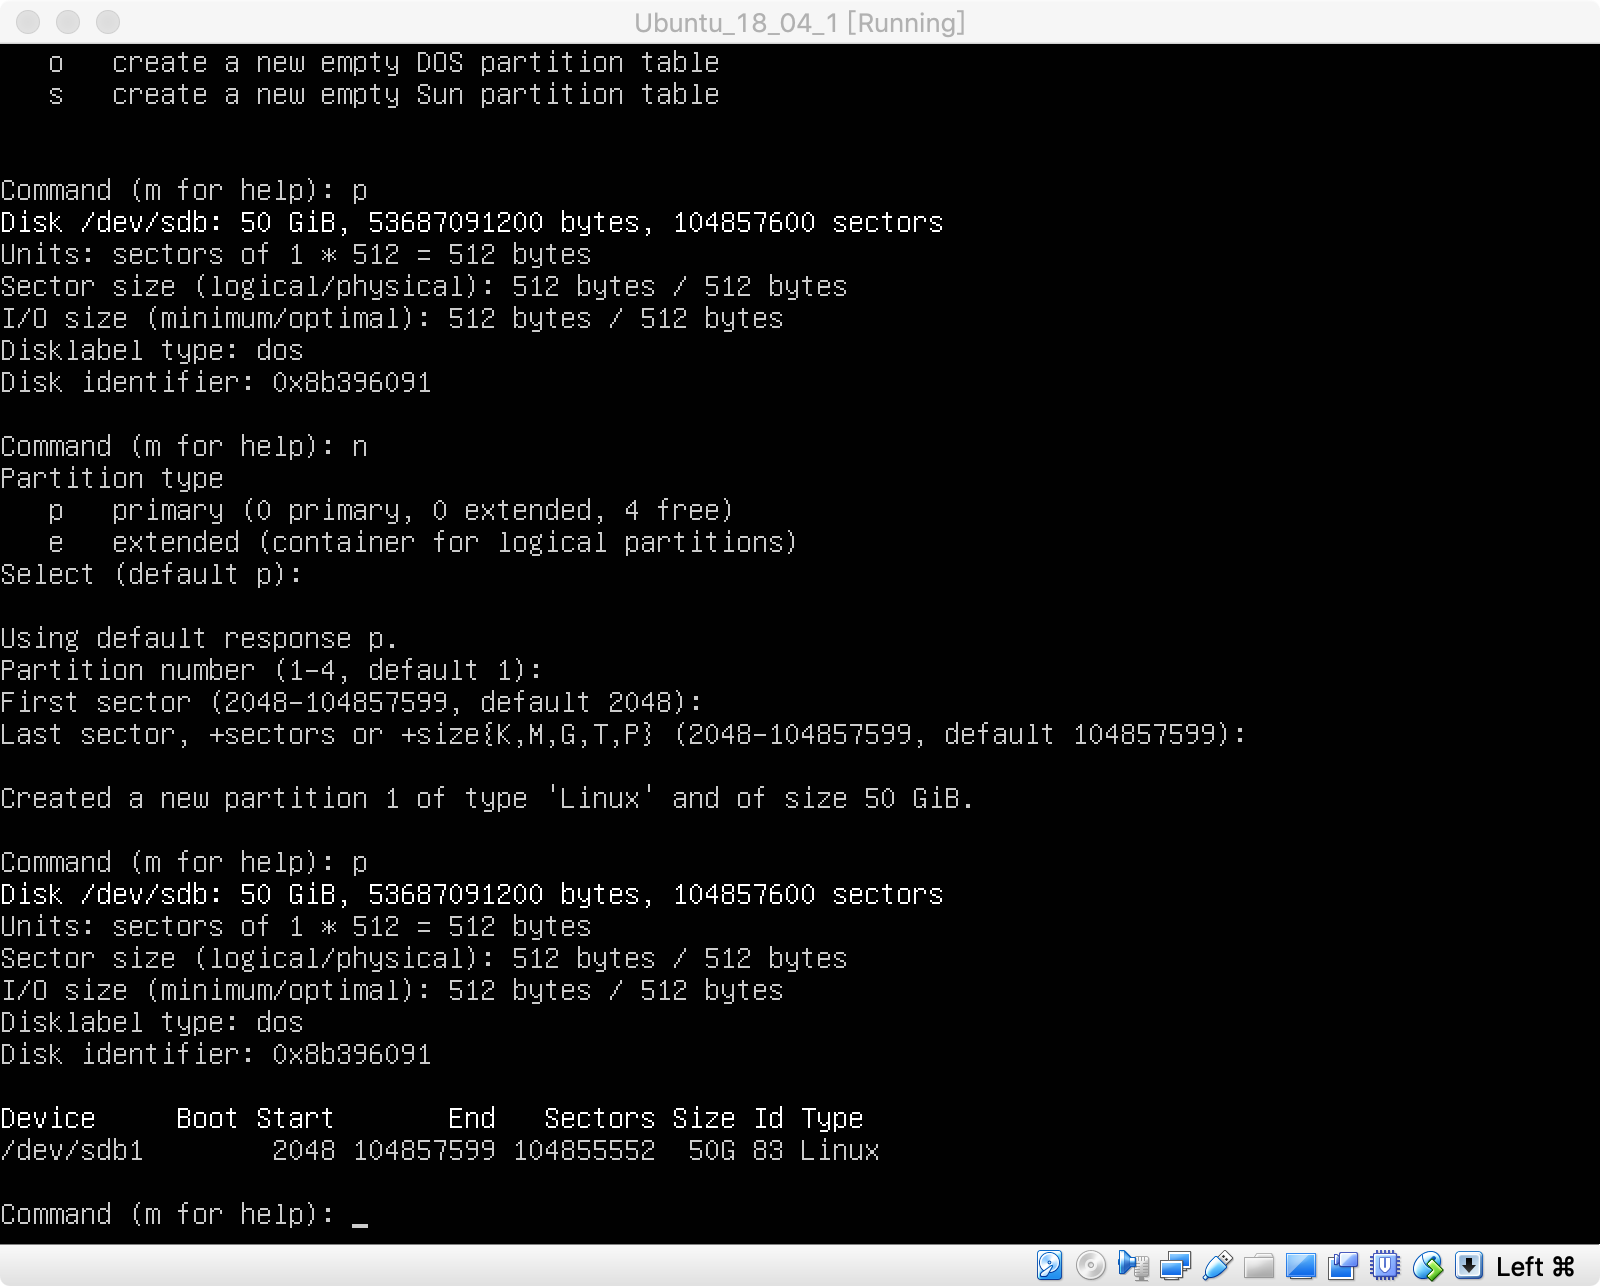 Ubuntu_18_04_1 [Running]
   o   create a new empty DOS partition table
   s   create a new empty Sun partition table


Command (m for help): p
Disk /dev/sdb: 50 GiB, 53687091200 bytes, 104857600 sectors
Units: sectors of 1 * 512 = 512 bytes
Sector size (logical/physical): 512 bytes / 512 bytes
I/O size (minimum/optimal): 512 bytes / 512 bytes
Disklabel type: dos
Disk identifier: 0x8b396091

Command (m for help): n
Partition type
   p   primary (0 primary, 0 extended, 4 free)
   e   extended (container for logical partitions)
Select (default p):

Using default response p.
Partition number (1-4, default 1):
First sector (2048-104857599, default 2048):
Last sector, +sectors or +size{K,M,G,T,P} (2048-104857599, default 104857599):

Created a new partition 1 of type 'Linux' and of size 50 GiB.

Command (m for help): p
Disk /dev/sdb: 50 GiB, 53687091200 bytes, 104857600 sectors
Units: sectors of 1 * 512 = 512 bytes
Sector size (logical/physical): 512 bytes / 512 bytes
I/O size (minimum/optimal): 512 bytes / 512 bytes
Disklabel type: dos
Disk identifier: 0x8b396091

Device     Boot Start       End   Sectors Size Id Type
/dev/sdb1        2048 104857599 104855552  50G 83 Linux

Command (m for help): _
Left ⌘